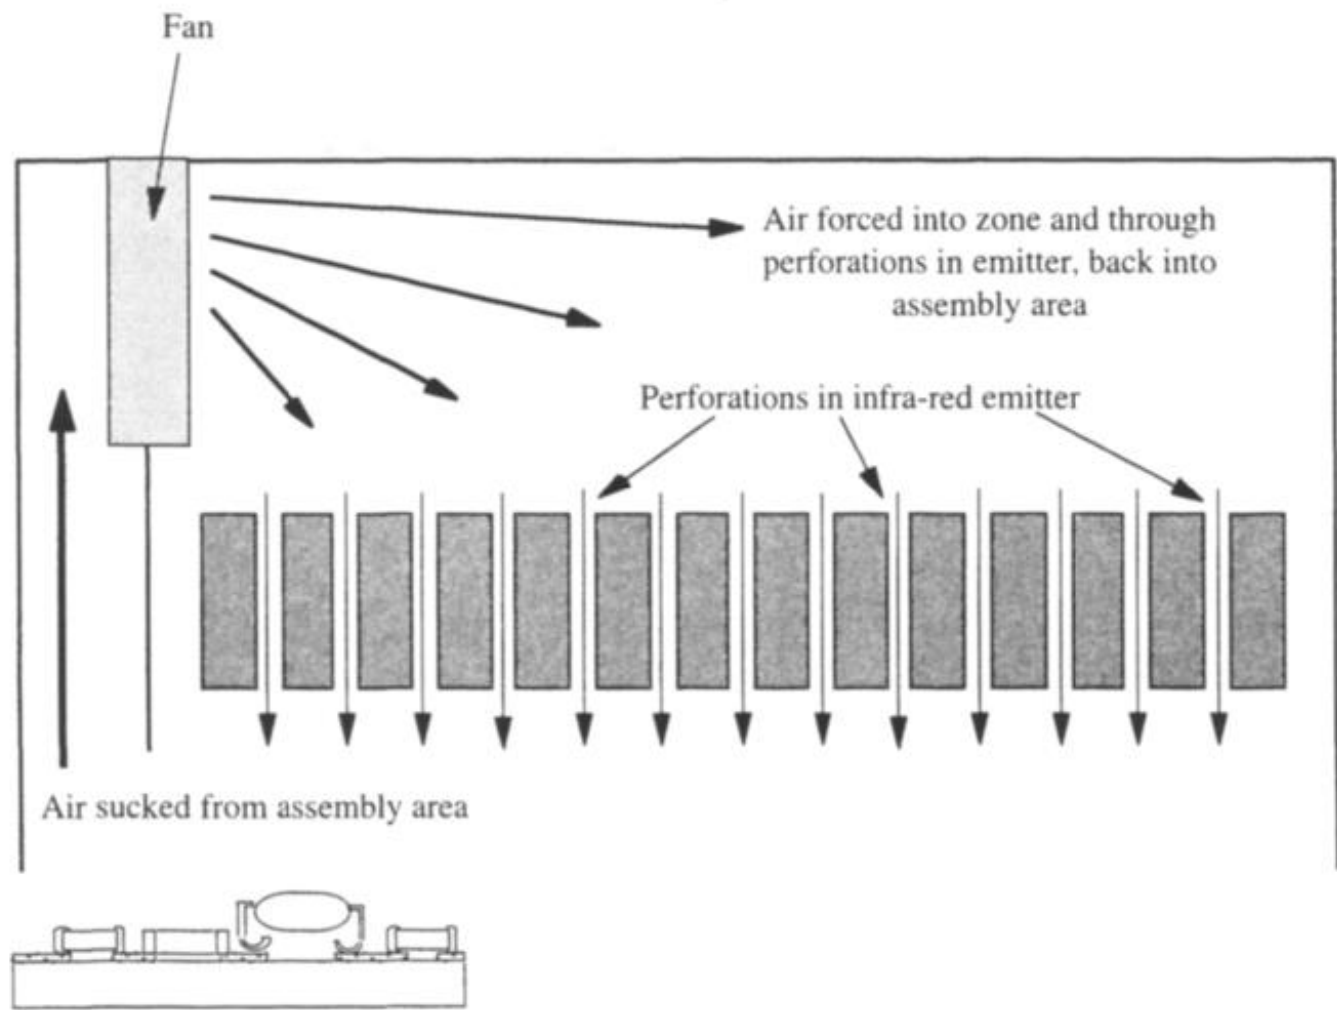 Fan
Air forced into zone and through
perforations in emitter, back into
assembly area
Perforations in infra-red emitter
Air sucked from assembly area